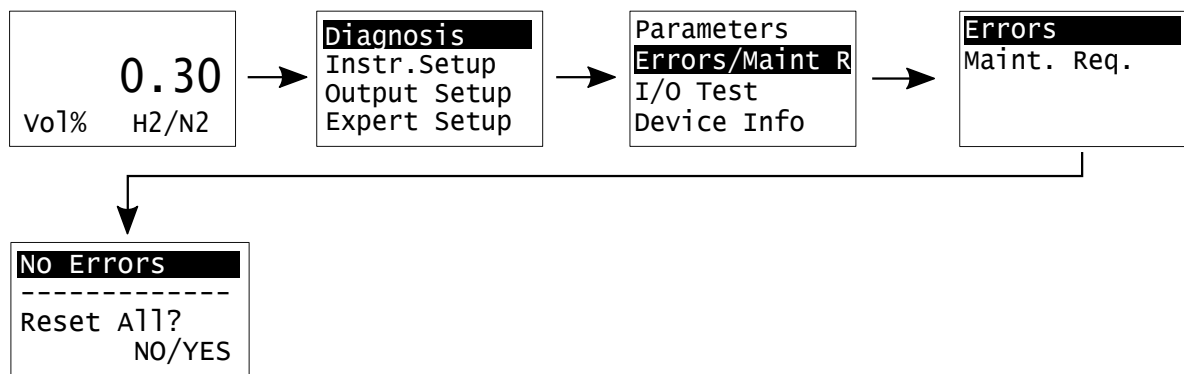 0.30
Vol% H2/N2
Diagnosis
Instr.Setup
Output Setup
Expert Setup
Parameters
Errors/Maint R
I/O Test
Device Info
Errors
Maint. Req.
No Errors
-------------
Reset All?
NO/YES